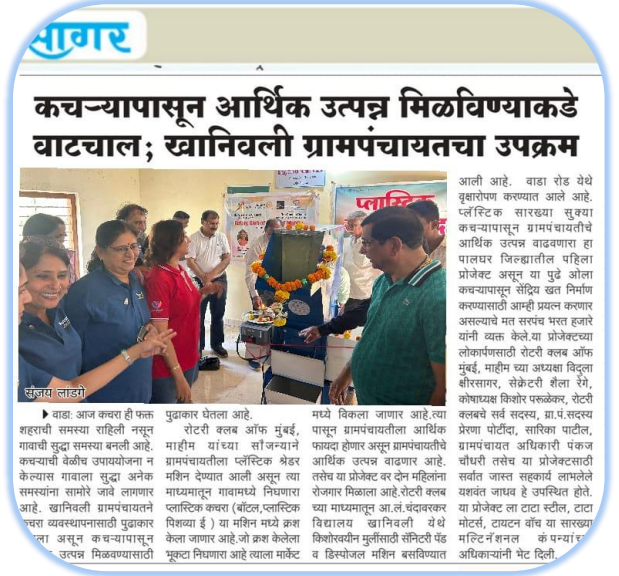 सागर
कचऱ्यापासून आर्थिक उत्पन्न मिळविण्याकडे
वाटचाल; खानिवली ग्रामपंचायतचा उपक्रम
प्लास्टिक
संजय लांडगे
वाडा: आज कचरा ही फक्त
शहराची समस्या राहिली नसून
गावाची सुद्धा समस्या बनली आहे.
कचऱ्याची वेळीच उपाययोजना न
केल्यास गावाला सुद्धा अनेक
समस्यांना सामोरे जावे लागणार
आहे. खानिवली ग्रामपंचायतने
कचरा व्यवस्थापनासाठी पुढाकार
असून कचऱ्यापासून
उत्पन्न मिळवण्यासाठी
पुढाकार घेतला आहे.
रोटरी क्लब ऑफ मुंबई,
माहीम यांच्या सौजन्याने
ग्रामपंचायतीला प्लॅस्टिक श्रेडर
मशिन देण्यात आली असून त्या
माध्यमातून गावामध्ये निघणारा
प्लास्टिक कचरा (बॉटल,प्लास्टिक
पिशव्या ई ) या मशिन मध्ये क्रश
केला जाणार आहे.जो क्रश केलेला
भूकटा निघणार आहे त्याला मार्केट
मध्ये विकला जाणार आहे.त्या
पासून ग्रामपंचायतीला आर्थिक
फायदा होणार असून ग्रामपंचायतीचे
आर्थिक उत्पन्न वाढणार आहे.
तसेच या प्रोजेक्ट वर दोन महिलांना
रोजगार मिळाला आहे.रोटरी क्लब
च्या माध्यमातून आ.लं.चंदावरकर
विद्यालय खानिवली येथे
किशोरवयीन मुलींसाठी सॅनिटरी पॅड
व डिस्पोजल मशिन बसविण्यात
आली आहे. वाडा रोड येथे
वृक्षारोपण करण्यात आले आहे.
प्लॅस्टिक सारख्या सुक्या
कचऱ्यापासून ग्रामपंचायतीचे
आर्थिक उत्पन्न वाढवणारा हा
पालघर जिल्ह्यातील पहिला
प्रोजेक्ट असून या पुढे ओला
कचऱ्यापासून सेंद्रिय खत निर्माण
करण्यासाठी आम्ही प्रयत्न करणार
असल्याचे मत सरपंच भरत हजारे
यांनी व्यक्त केले.या प्रोजेक्टच्या
लोकार्पणसाठी रोटरी क्लब ऑफ
मुंबई, माहीम च्या अध्यक्षा विदुला
क्षीरसागर, सेक्रेटरी शैला रेगे,
कोषाध्यक्ष किशोर परूळेकर, रोटरी
क्लबचे सर्व सदस्य, ग्रा.पं.सदस्य
प्रेरणा पोटींदा, सारिका पाटील,
ग्रामपंचायत अधिकारी पंकज
चौधरी तसेच या प्रोजेक्टसाठी
सर्वात जास्त सहकार्य लाभलेले
यशवंत जाधव हे उपस्थित होते.
या प्रोजेक्ट ला टाटा स्टील, टाटा
मोटर्स, टायटन वॉच या सारख्या
मल्टिनॅशनल कंपन्यांच्या
अधिकाऱ्यांनी भेट दिली.